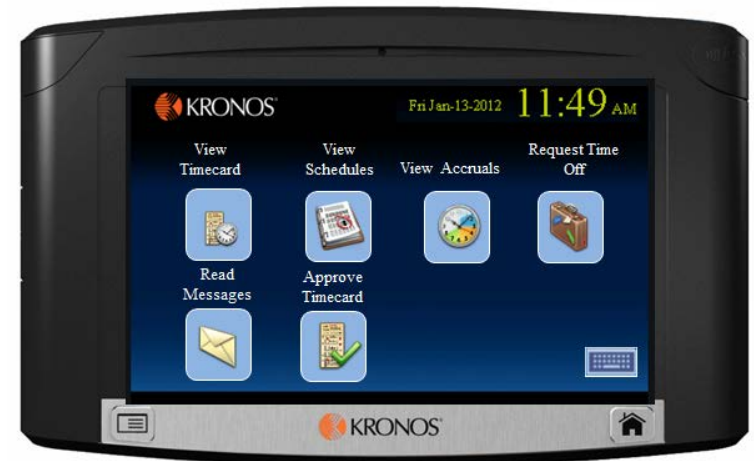 KRONOS
Fri Jan-13-2012 11:49 AM
View
Timecard
View
Schedules
View Accruals
Request Time
Off
Read
Messages
Approve
Timecard
KRONOS